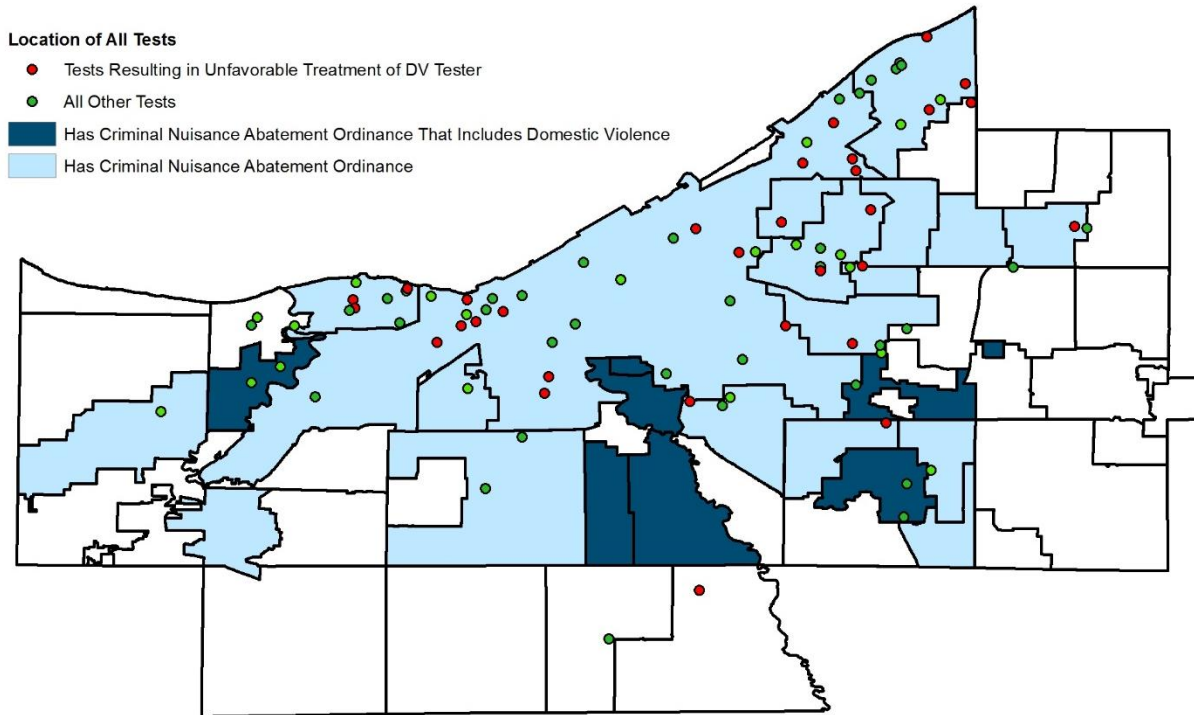 Location of All Tests
Tests Resulting in Unfavorable Treatment of DV Tester
All Other Tests
Has Criminal Nuisance Abatement Ordinance That Includes Domestic Violence
Has Criminal Nuisance Abatement Ordinance